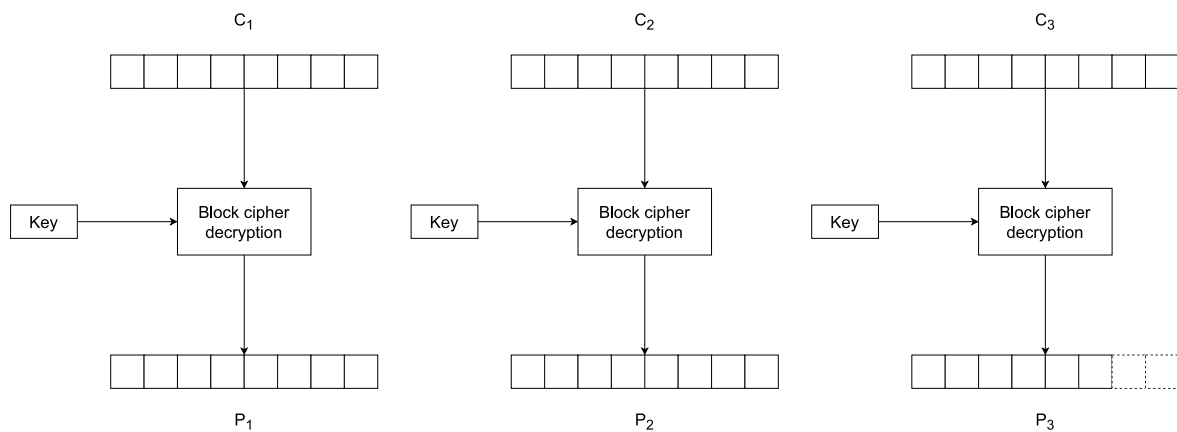 C1 C2 C3
Key Block cipher decryption Key Block cipher decryption Key Block cipher decryption
P1 P2 P3